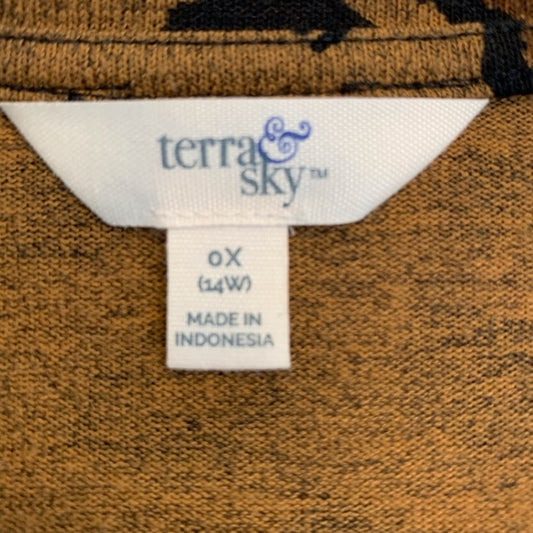 terra &
sky™
0X
(14W)
MADE IN
INDONESIA